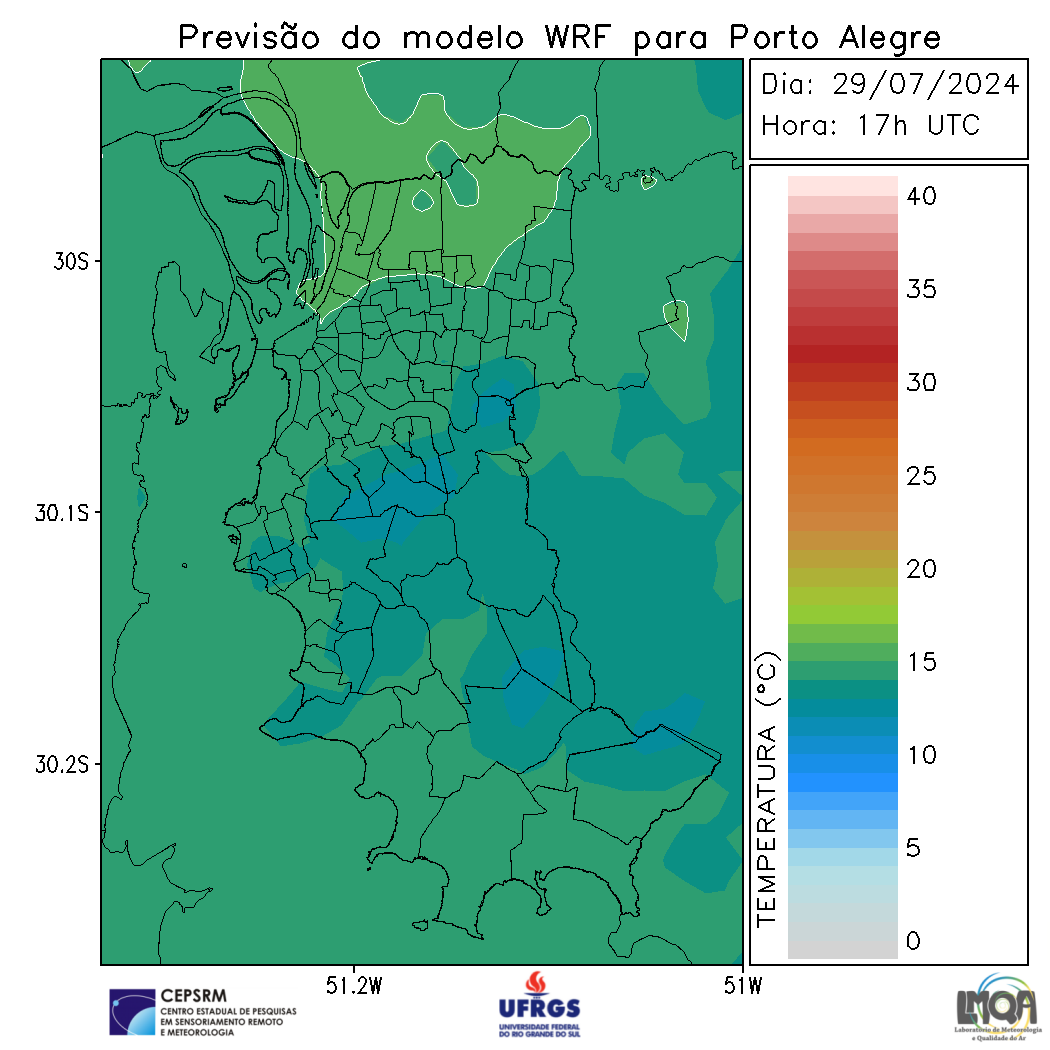 Previsão do modelo WRF para Porto Alegre
Dia: 29/07/2024
Hora: 17h UTC
40
35
30
25
20
15
10
5
0
TEMPERATURA (°C)
30S
30.1S
30.2S
51.2W
51W
CEPSRM
CENTRO ESTADUAL DE PESQUISAS
EM SENSORIAMENTO REMOTO
E METEOROLOGIA
UFRGS
UNIVERSIDADE FEDERAL
DO RIO GRANDE DO SUL
LMQA
Laboratório de Meteorologia
e Qualidade do Ar